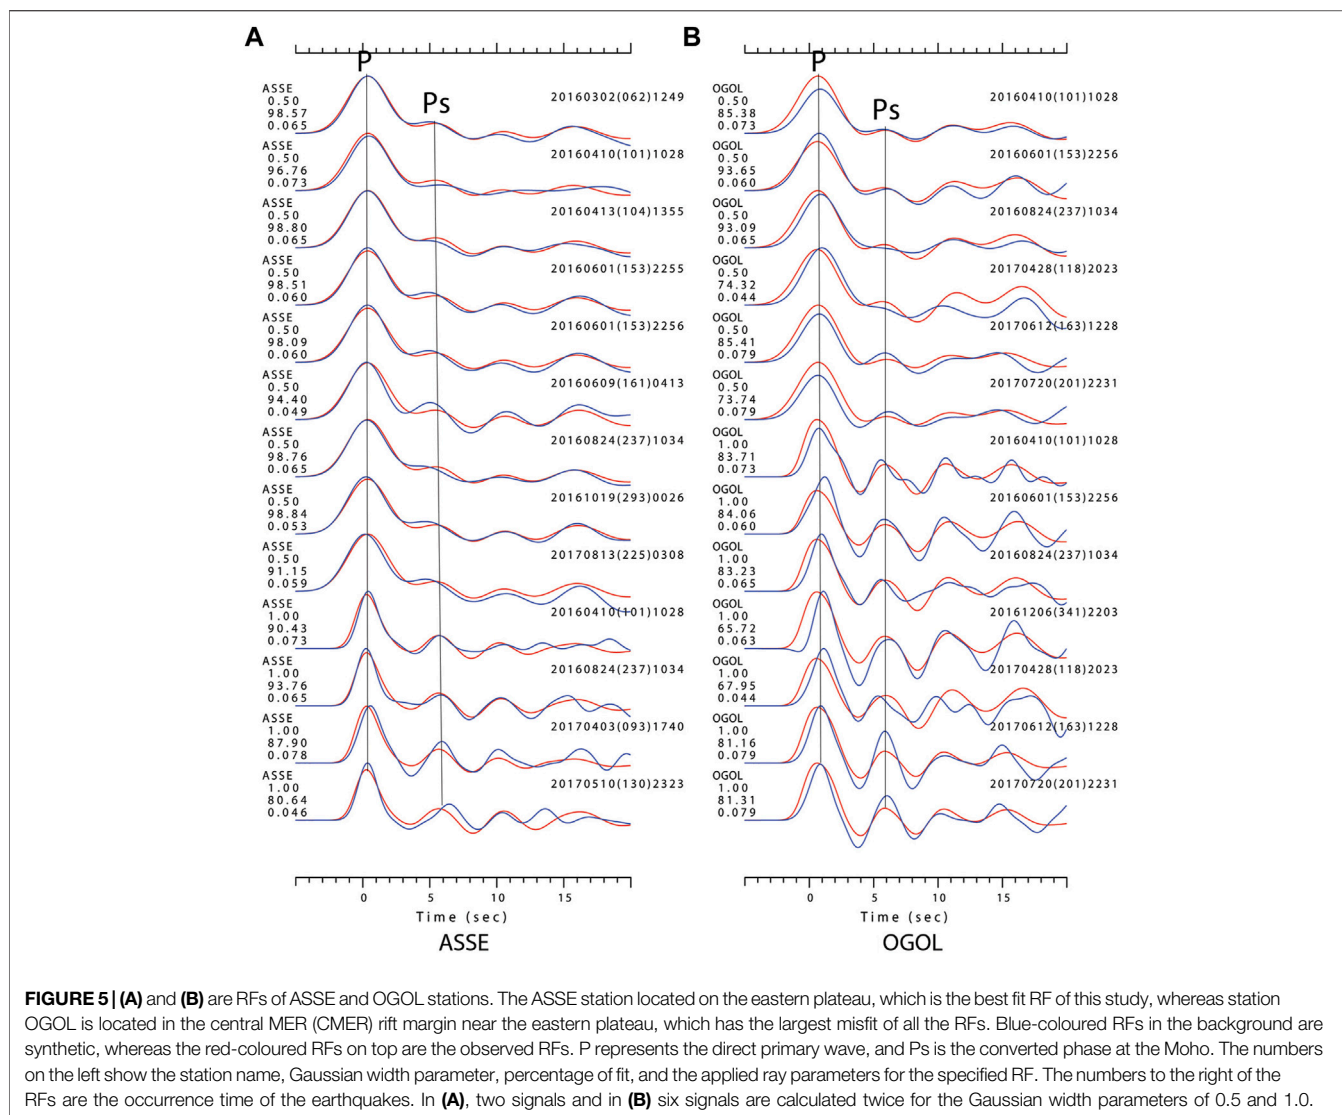 A
P
Ps
ASSE
0.50
98.57
0.065
20160302(062)1249
ASSE
0.50
96.76
0.073
20160410(101)1028
ASSE
0.50
98.80
0.065
20160413(104)1355
ASSE
0.50
98.51
0.060
20160601(153)2255
ASSE
0.50
98.09
0.060
20160601(153)2256
ASSE
0.50
94.40
0.049
20160609(161)0413
ASSE
0.50
98.76
0.065
20160824(237)1034
ASSE
0.50
98.84
0.053
20161019(293)0026
ASSE
0.50
91.15
0.059
20170813(225)0308
ASSE
1.00
90.43
0.073
20160410(101)1028
ASSE
1.00
93.76
0.065
20160824(237)1034
ASSE
1.00
87.90
0.078
20170403(093)1740
ASSE
1.00
80.64
0.046
20170510(130)2323
0 5 10 15
Time (sec)
ASSE
B
P
Ps
OGOL
0.50
85.38
0.073
20160410(101)1028
OGOL
0.50
93.65
0.060
20160601(153)2256
OGOL
0.50
93.09
0.065
20160824(237)1034
OGOL
0.50
74.32
0.044
20170428(118)2023
OGOL
0.50
85.41
0.079
20170612(163)1228
OGOL
0.50
73.74
0.079
20170720(201)2231
OGOL
1.00
83.71
0.073
20160410(101)1028
OGOL
1.00
84.06
0.060
20160601(153)2256
OGOL
1.00
83.23
0.065
20160824(237)1034
OGOL
1.00
65.72
0.063
20161206(341)2203
OGOL
1.00
67.95
0.044
20170428(118)2023
OGOL
1.00
81.16
0.079
20170612(163)1228
OGOL
1.00
81.31
0.079
20170720(201)2231
0 5 10 15
Time (sec)
OGOL
FIGURE 5 | (A) and (B) are RFs of ASSE and OGOL stations. The ASSE station located on the eastern plateau, which is the best fit RF of this study, whereas station
OGOL is located in the central MER (CMER) rift margin near the eastern plateau, which has the largest misfit of all the RFs. Blue-coloured RFs in the background are
synthetic, whereas the red-coloured RFs on top are the observed RFs. P represents the direct primary wave, and Ps is the converted phase at the Moho. The numbers
on the left show the station name, Gaussian width parameter, percentage of fit, and the applied ray parameters for the specified RF. The numbers to the right of the
RFs are the occurrence time of the earthquakes. In (A), two signals and in (B) six signals are calculated twice for the Gaussian width parameters of 0.5 and 1.0.